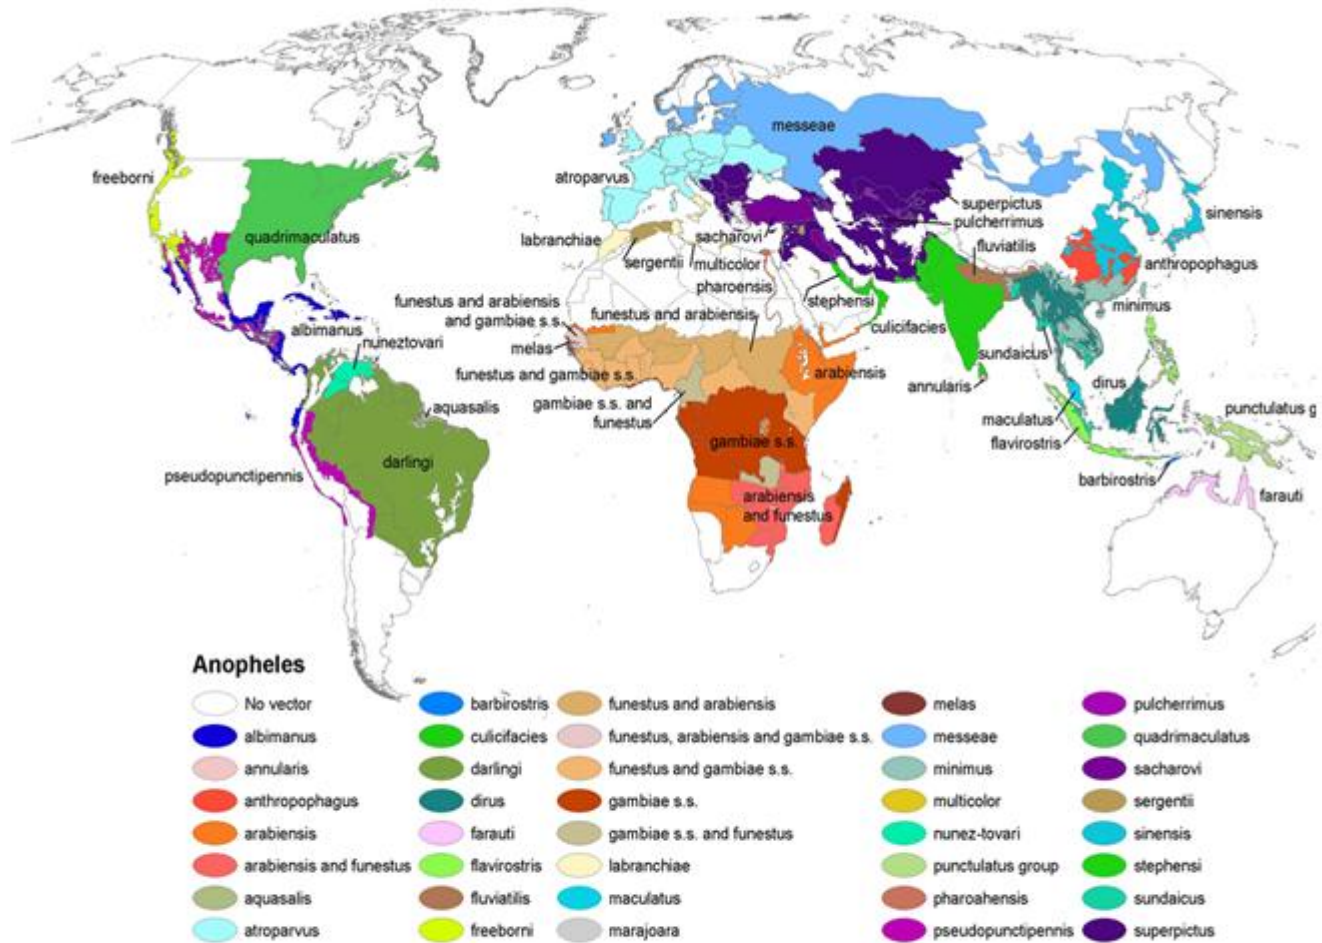 messeae
freeborni
atroparvus
superpictus
pulcherrimus
sinensis
quadrimaculatus
labranchiae
sacharovi
fluviatilis
sergentii
multicolor
anthropophagus
pharoensis
stephensi
minimus
funestus and arabiensis
and gambiae s.s.
funestus and arabiensis
albimanus
culicifacies
nuneztovari
melas
sundaicus
funestus and gambiae s.s.
arabiensis
annularis
dirus
aquasalis
gambiae s.s. and
funestus
maculatus
punctulatus g
gambiae s.s.
flavirostris
darlingi
pseudopunctipennis
barbirostris
arabiensis
and funestus
farauti
Anopheles
No vector
albimanus
annularis
anthropophagus
arabiensis
arabiensis and funestus
aquasalis
atroparvus
barbirostris
culicifacies
darlingi
dirus
farauti
flavirostris
fluviatilis
freeborni
funestus and arabiensis
funestus, arabiensis and gambiae s.s.
funestus and gambiae s.s.
gambiae s.s.
gambiae s.s. and funestus
labranchiae
maculatus
marajoara
melas
messeae
minimus
multicolor
nunez-tovari
punctulatus group
pharoahensis
pseudopunctipennis
pulcherrimus
quadrimaculatus
sacharovi
sergentii
sinensis
stephensi
sundaicus
superpictus